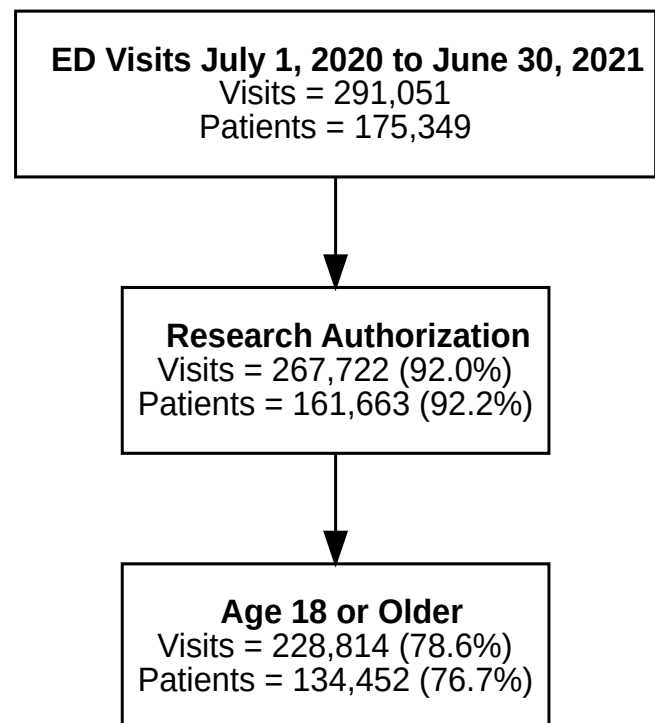 ED Visits July 1, 2020 to June 30, 2021
Visits = 291,051
Patients = 175,349
Research Authorization
Visits = 267,722 (92.0%)
Patients = 161,663 (92.2%)
Age 18 or Older
Visits = 228,814 (78.6%)
Patients = 134,452 (76.7%)